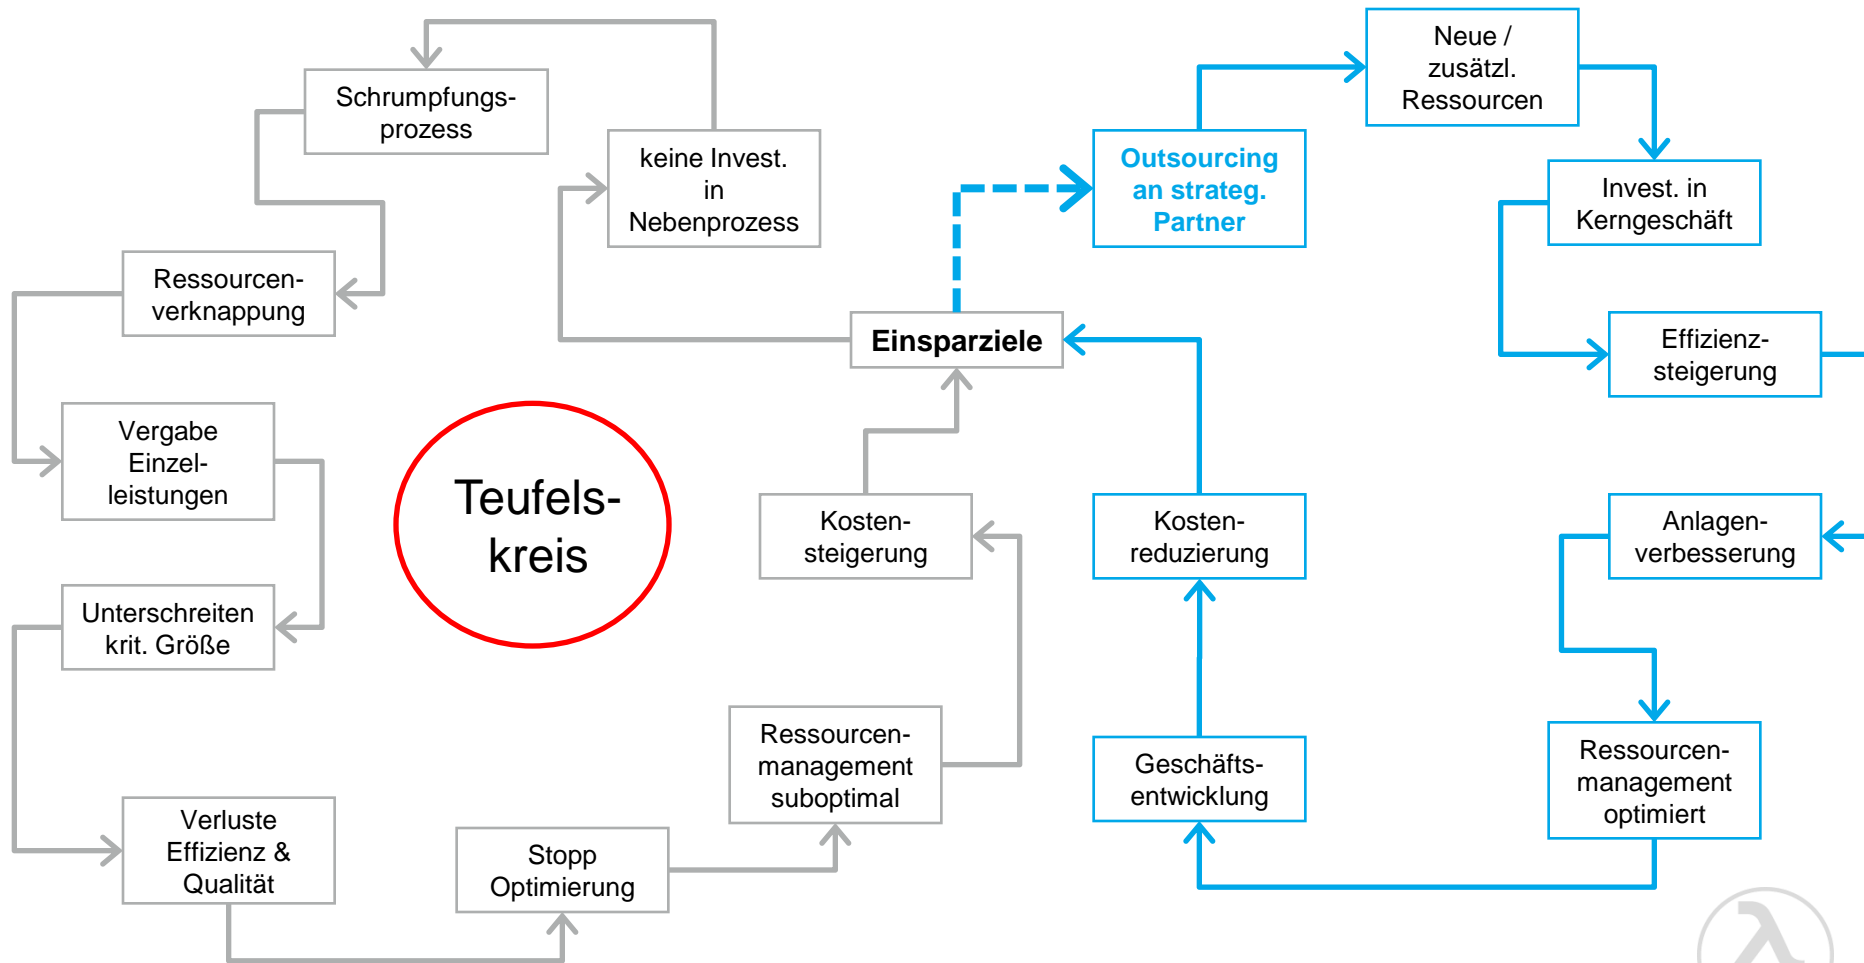 Schrumpfungs-
prozess
keine Invest.
in
Nebenprozess
Ressourcen-
verknappung
Vergabe
Einzel-
leistungen
Unterschreiten
krit. Größe
Verluste
Effizienz &
Qualität
Stopp
Optimierung
Ressourcen-
management
suboptimal
Kosten-
steigerung
Teufels-
kreis
Einsparziele
Outsourcing
an strateg.
Partner
Neue /
zusätzl.
Ressourcen
Invest. in
Kerngeschäft
Effizienz-
steigerung
Anlagen-
verbesserung
Ressourcen-
management
optimiert
Geschäfts-
entwicklung
Kosten-
reduzierung
λ